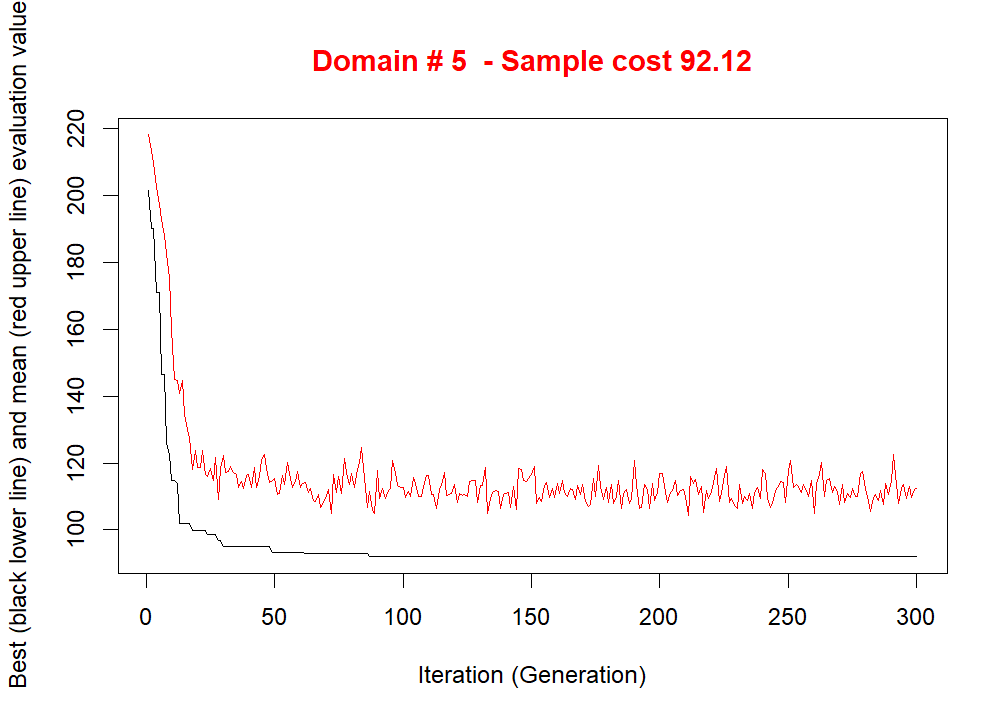 Domain # 5  - Sample cost 92.12
Best (black lower line) and mean (red upper line) evaluation value
220
200
180
160
140
120
100
0 50 100 150 200 250 300
Iteration (Generation)